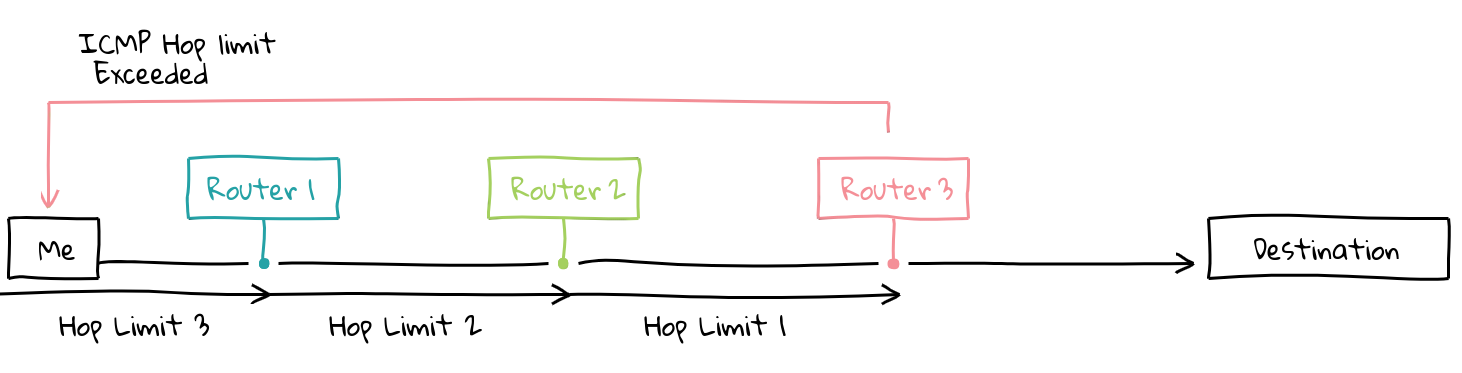 ICMP Hop limit
Exceeded
Router 1
Router 2
Router 3
Me
Destination
Hop Limit 3
Hop Limit 2
Hop Limit 1